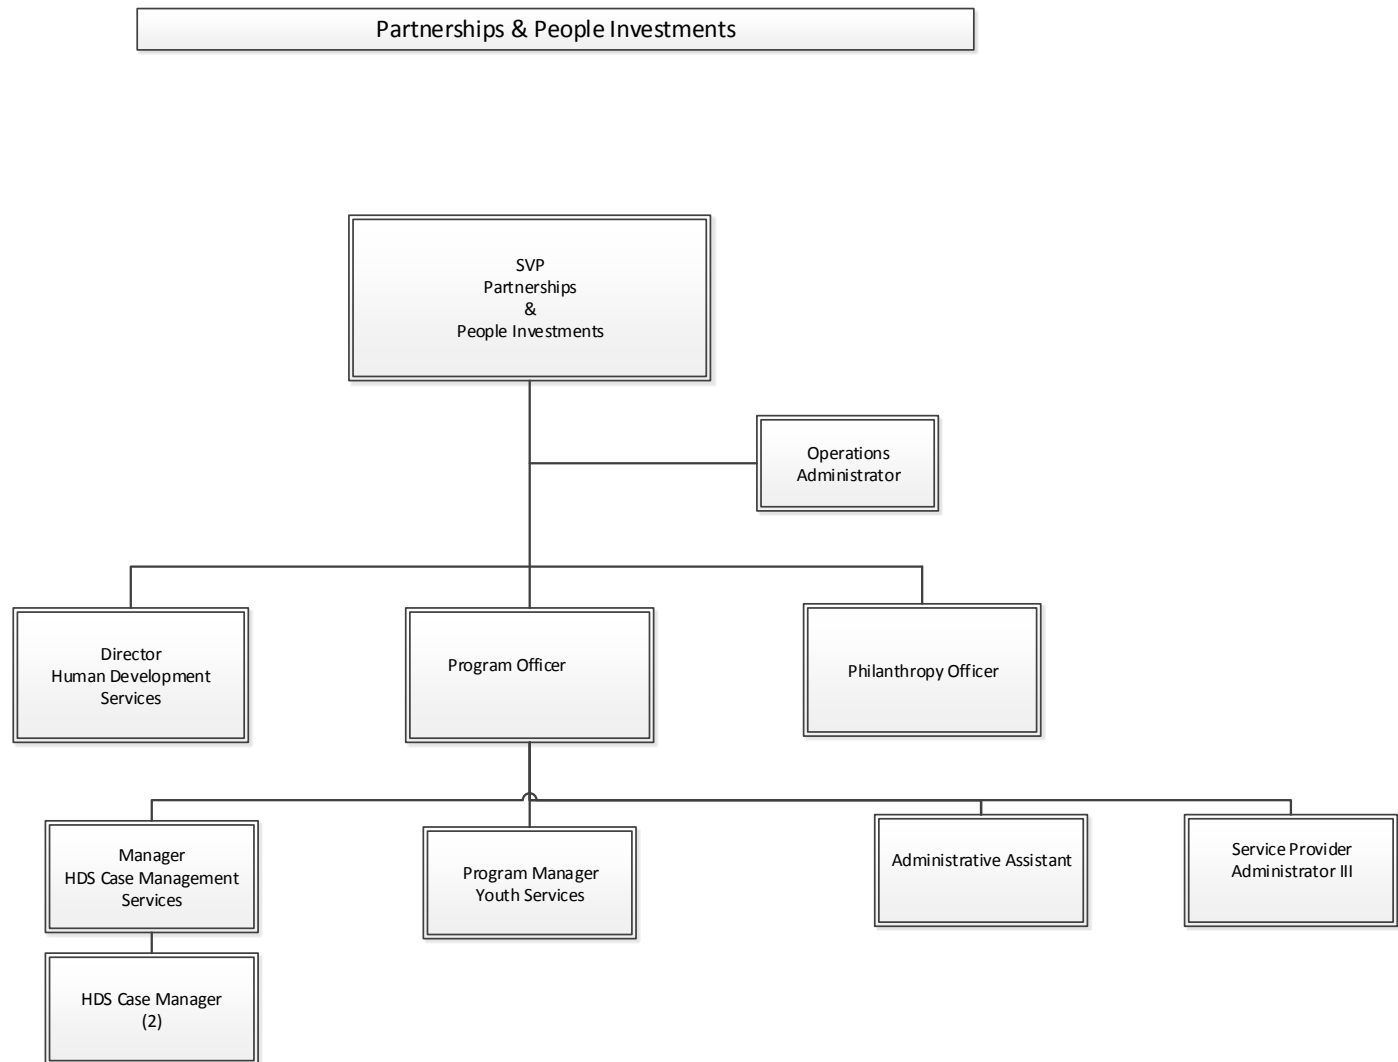 Partnerships & People Investments
SVP
Partnerships
&
People Investments
Operations
Administrator
Director
Human Development
Services
Program Officer
Philanthropy Officer
Manager
HDS Case Management
Services
Program Manager
Youth Services
Administrative Assistant
Service Provider
Administrator III
HDS Case Manager
(2)